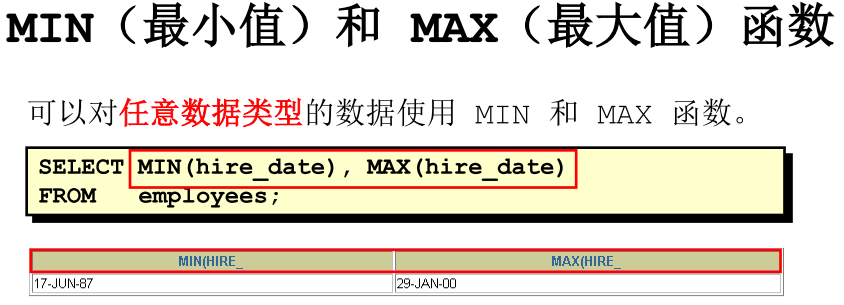 MIN（最小值）和 MAX（最大值）函数
可以对任意数据类型的数据使用 MIN 和 MAX 函数。
SELECT MIN(hire_date), MAX(hire_date)
FROM employees;
MIN(HIRE_ MAX(HIRE_
17-JUN-87 29-JAN-00